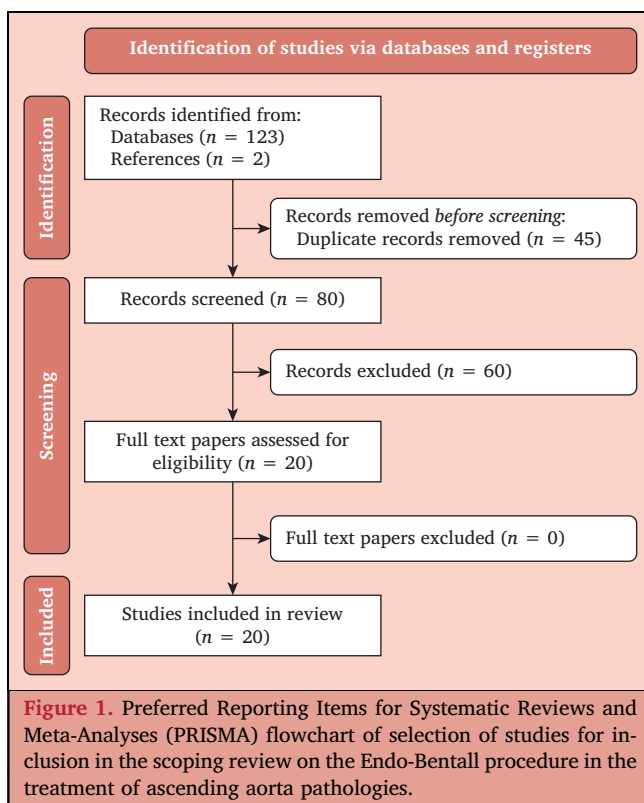 Identification of studies via databases and registers
Identification
Records identified from:
Databases (n = 123)
References (n = 2)
Records removed before screening:
Duplicate records removed (n = 45)
Screening
Records screened (n = 80)
Records excluded (n = 60)
Full text papers assessed for
eligibility (n = 20)
Full text papers excluded (n = 0)
Included
Studies included in review
(n = 20)
Figure 1. Preferred Reporting Items for Systematic Reviews and
Meta-Analyses (PRISMA) flowchart of selection of studies for in-
clusion in the scoping review on the Endo-Bentall procedure in the
treatment of ascending aorta pathologies.